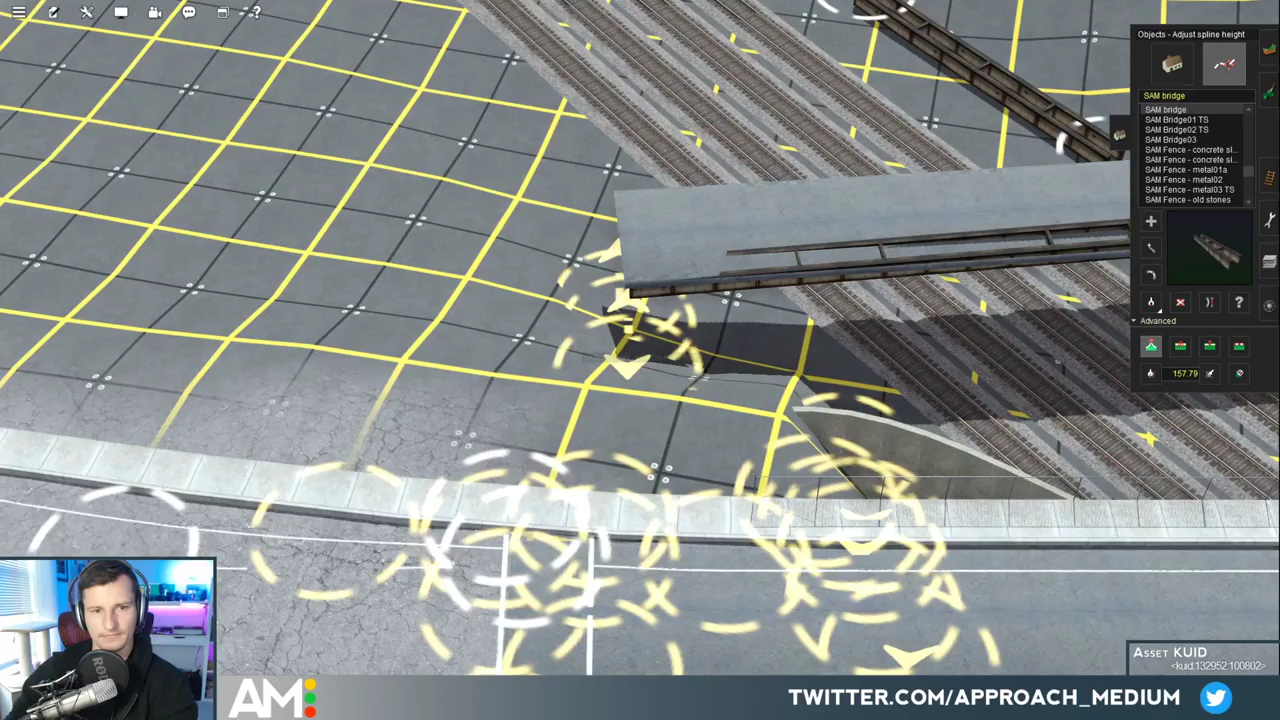 Objects - Adjust spline height
SAM bridge
SAM bridge
SAM Bridge01 TS
SAM Bridge02 TS
SAM Bridge03
SAM Fence - concrete sl...
SAM Fence - concrete sl...
SAM Fence - metal01a
SAM Fence - metal02
SAM Fence - metal03 TS
SAM Fence - old stones
Advanced
157.79
RØDE
ASSET KUID
<kuid:132952:100802>
AM
TWITTER.COM/APPROACH_MEDIUM